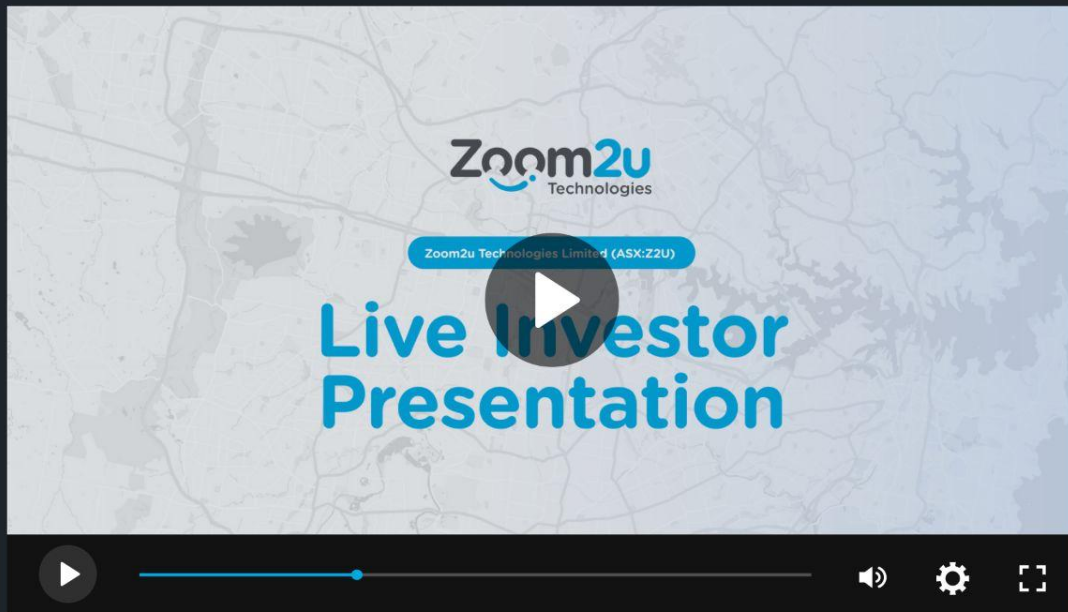 Zoom2u
Technologies
Zoom2u Technologies Limited (ASX:Z2U)
Live Investor
Presentation